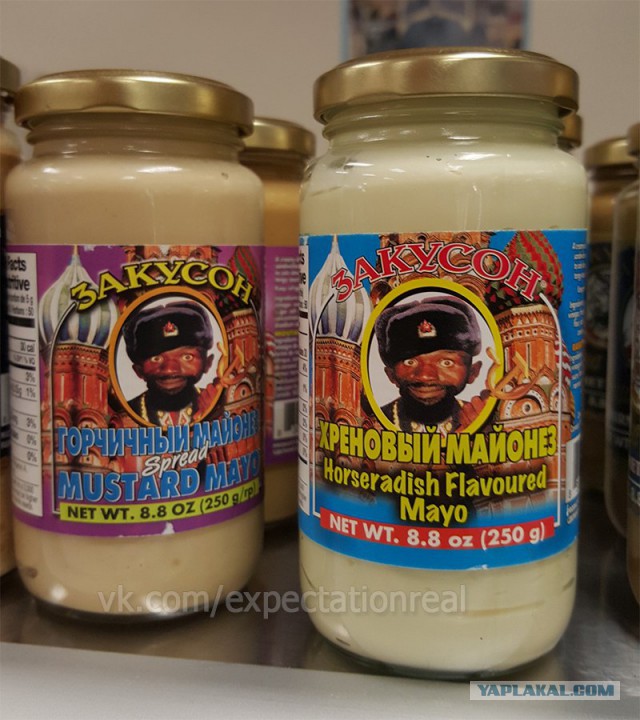 ЗАКУСОН
ГОРЧИЧНЫЙ МАЙОНЕЗ
Spread
MUSTARD MAYO
NET WT. 8.8 OZ (250 g
ЗАКУСОН
ХРЕНОВЫЙ МАЙОНЕЗ
Horseradish Flavoured
Mayo
NET WT. 8.8 oz (250 g)
vk.com/expectationreal
YAPLAKAL.COM